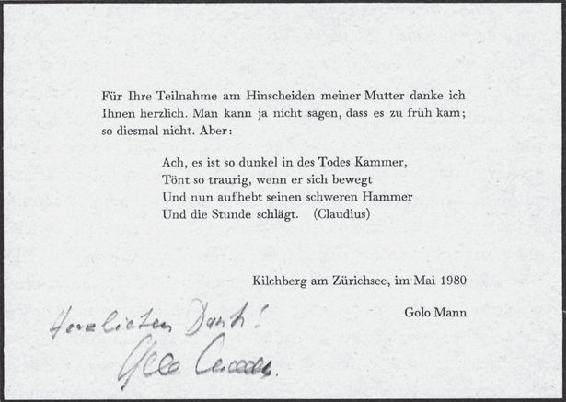 Für Ihre Teilnahme am Hinscheiden meiner Mutter danke ich
Ihnen herzlich. Man kann ja nicht sagen, dass es zu früh kam;
so diesmal nicht. Aber:
Ach, es ist so dunkel in des Todes Kammer,
Tönt so traurig, wenn er sich bewegt
Und nun aufhebt seinen schweren Hammer
Und die Stunde schlägt. (Claudius)
Kilchberg am Zürichsee, im Mai 1980
Golo Mann
Herzlichen Dank!
Golo Mann